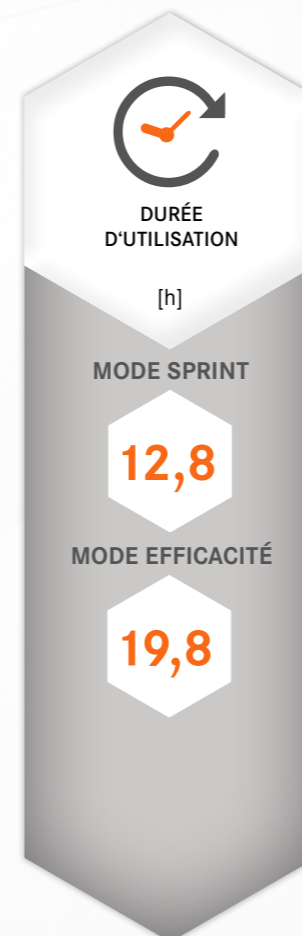 DURÉE
D‘UTILISATION
[h]
MODE SPRINT
12,8
MODE EFFICACITÉ
19,8